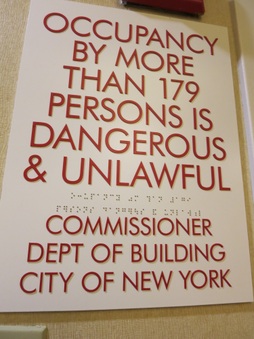 OCCUPANCY
BY MORE
THAN 179
PERSONS IS
DANGEROUS
& UNLAWFUL
COMMISSIONER
DEPT OF BUILDING
CITY OF NEW YORK